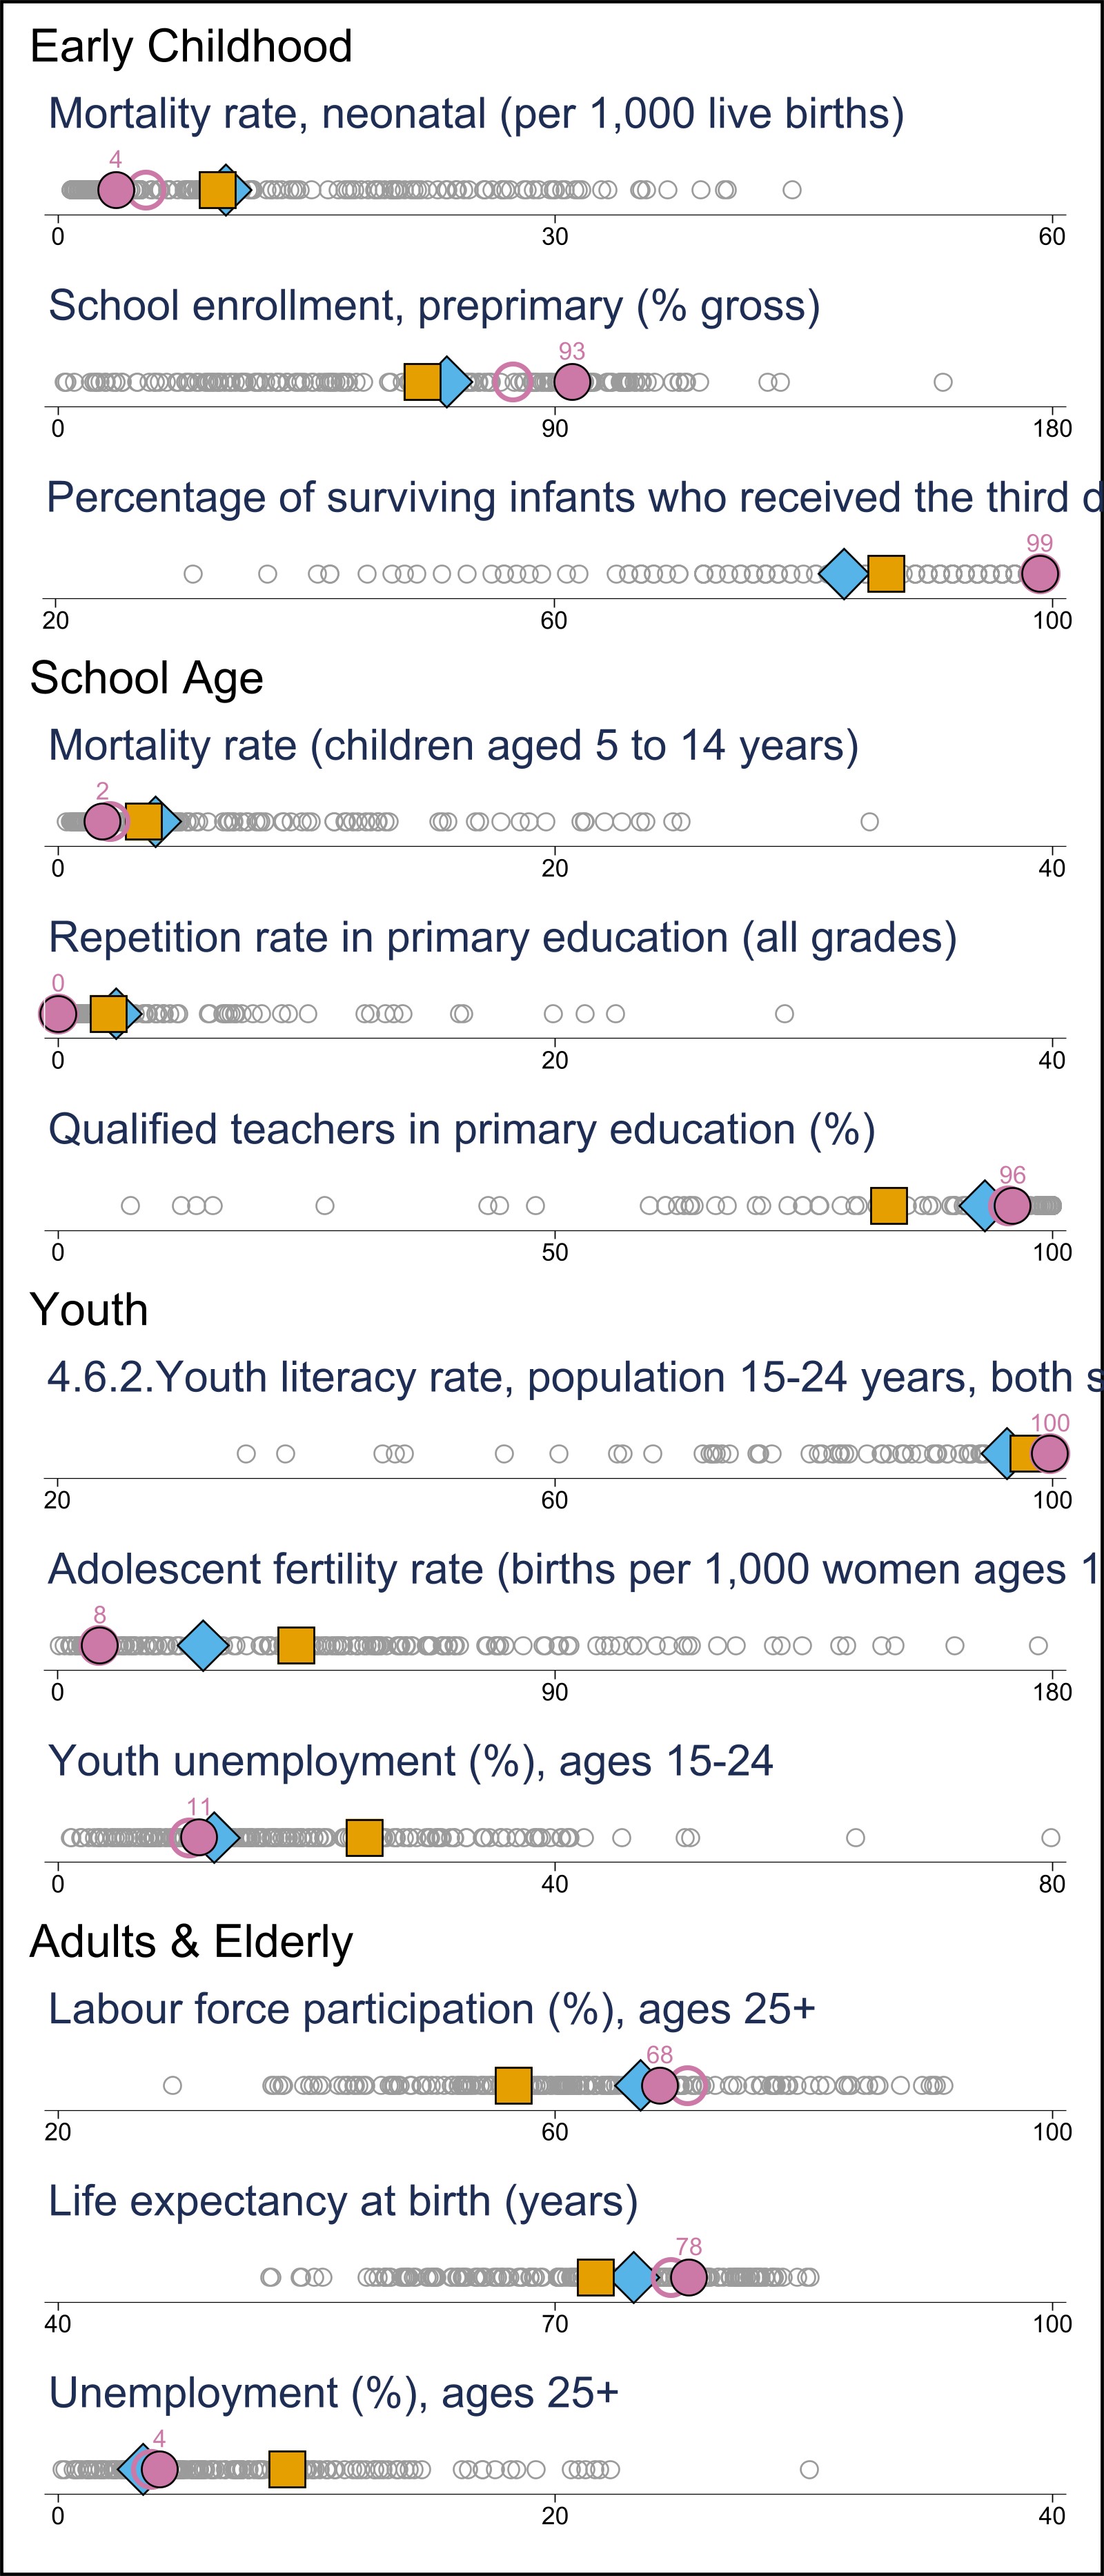 Early Childhood
Mortality rate, neonatal (per 1,000 live births)
4
0 30 60
School enrollment, preprimary (% gross)
93
0 90 180
Percentage of surviving infants who received the third d
99
20 60 100
School Age
Mortality rate (children aged 5 to 14 years)
2
0 20 40
Repetition rate in primary education (all grades)
0
0 20 40
Qualified teachers in primary education (%)
96
0 50 100
Youth
4.6.2.Youth literacy rate, population 15-24 years, both s
100
20 60 100
Adolescent fertility rate (births per 1,000 women ages 1
8
0 90 180
Youth unemployment (%), ages 15-24
11
0 40 80
Adults & Elderly
Labour force participation (%), ages 25+
68
20 60 100
Life expectancy at birth (years)
78
40 70 100
Unemployment (%), ages 25+
4
0 20 40